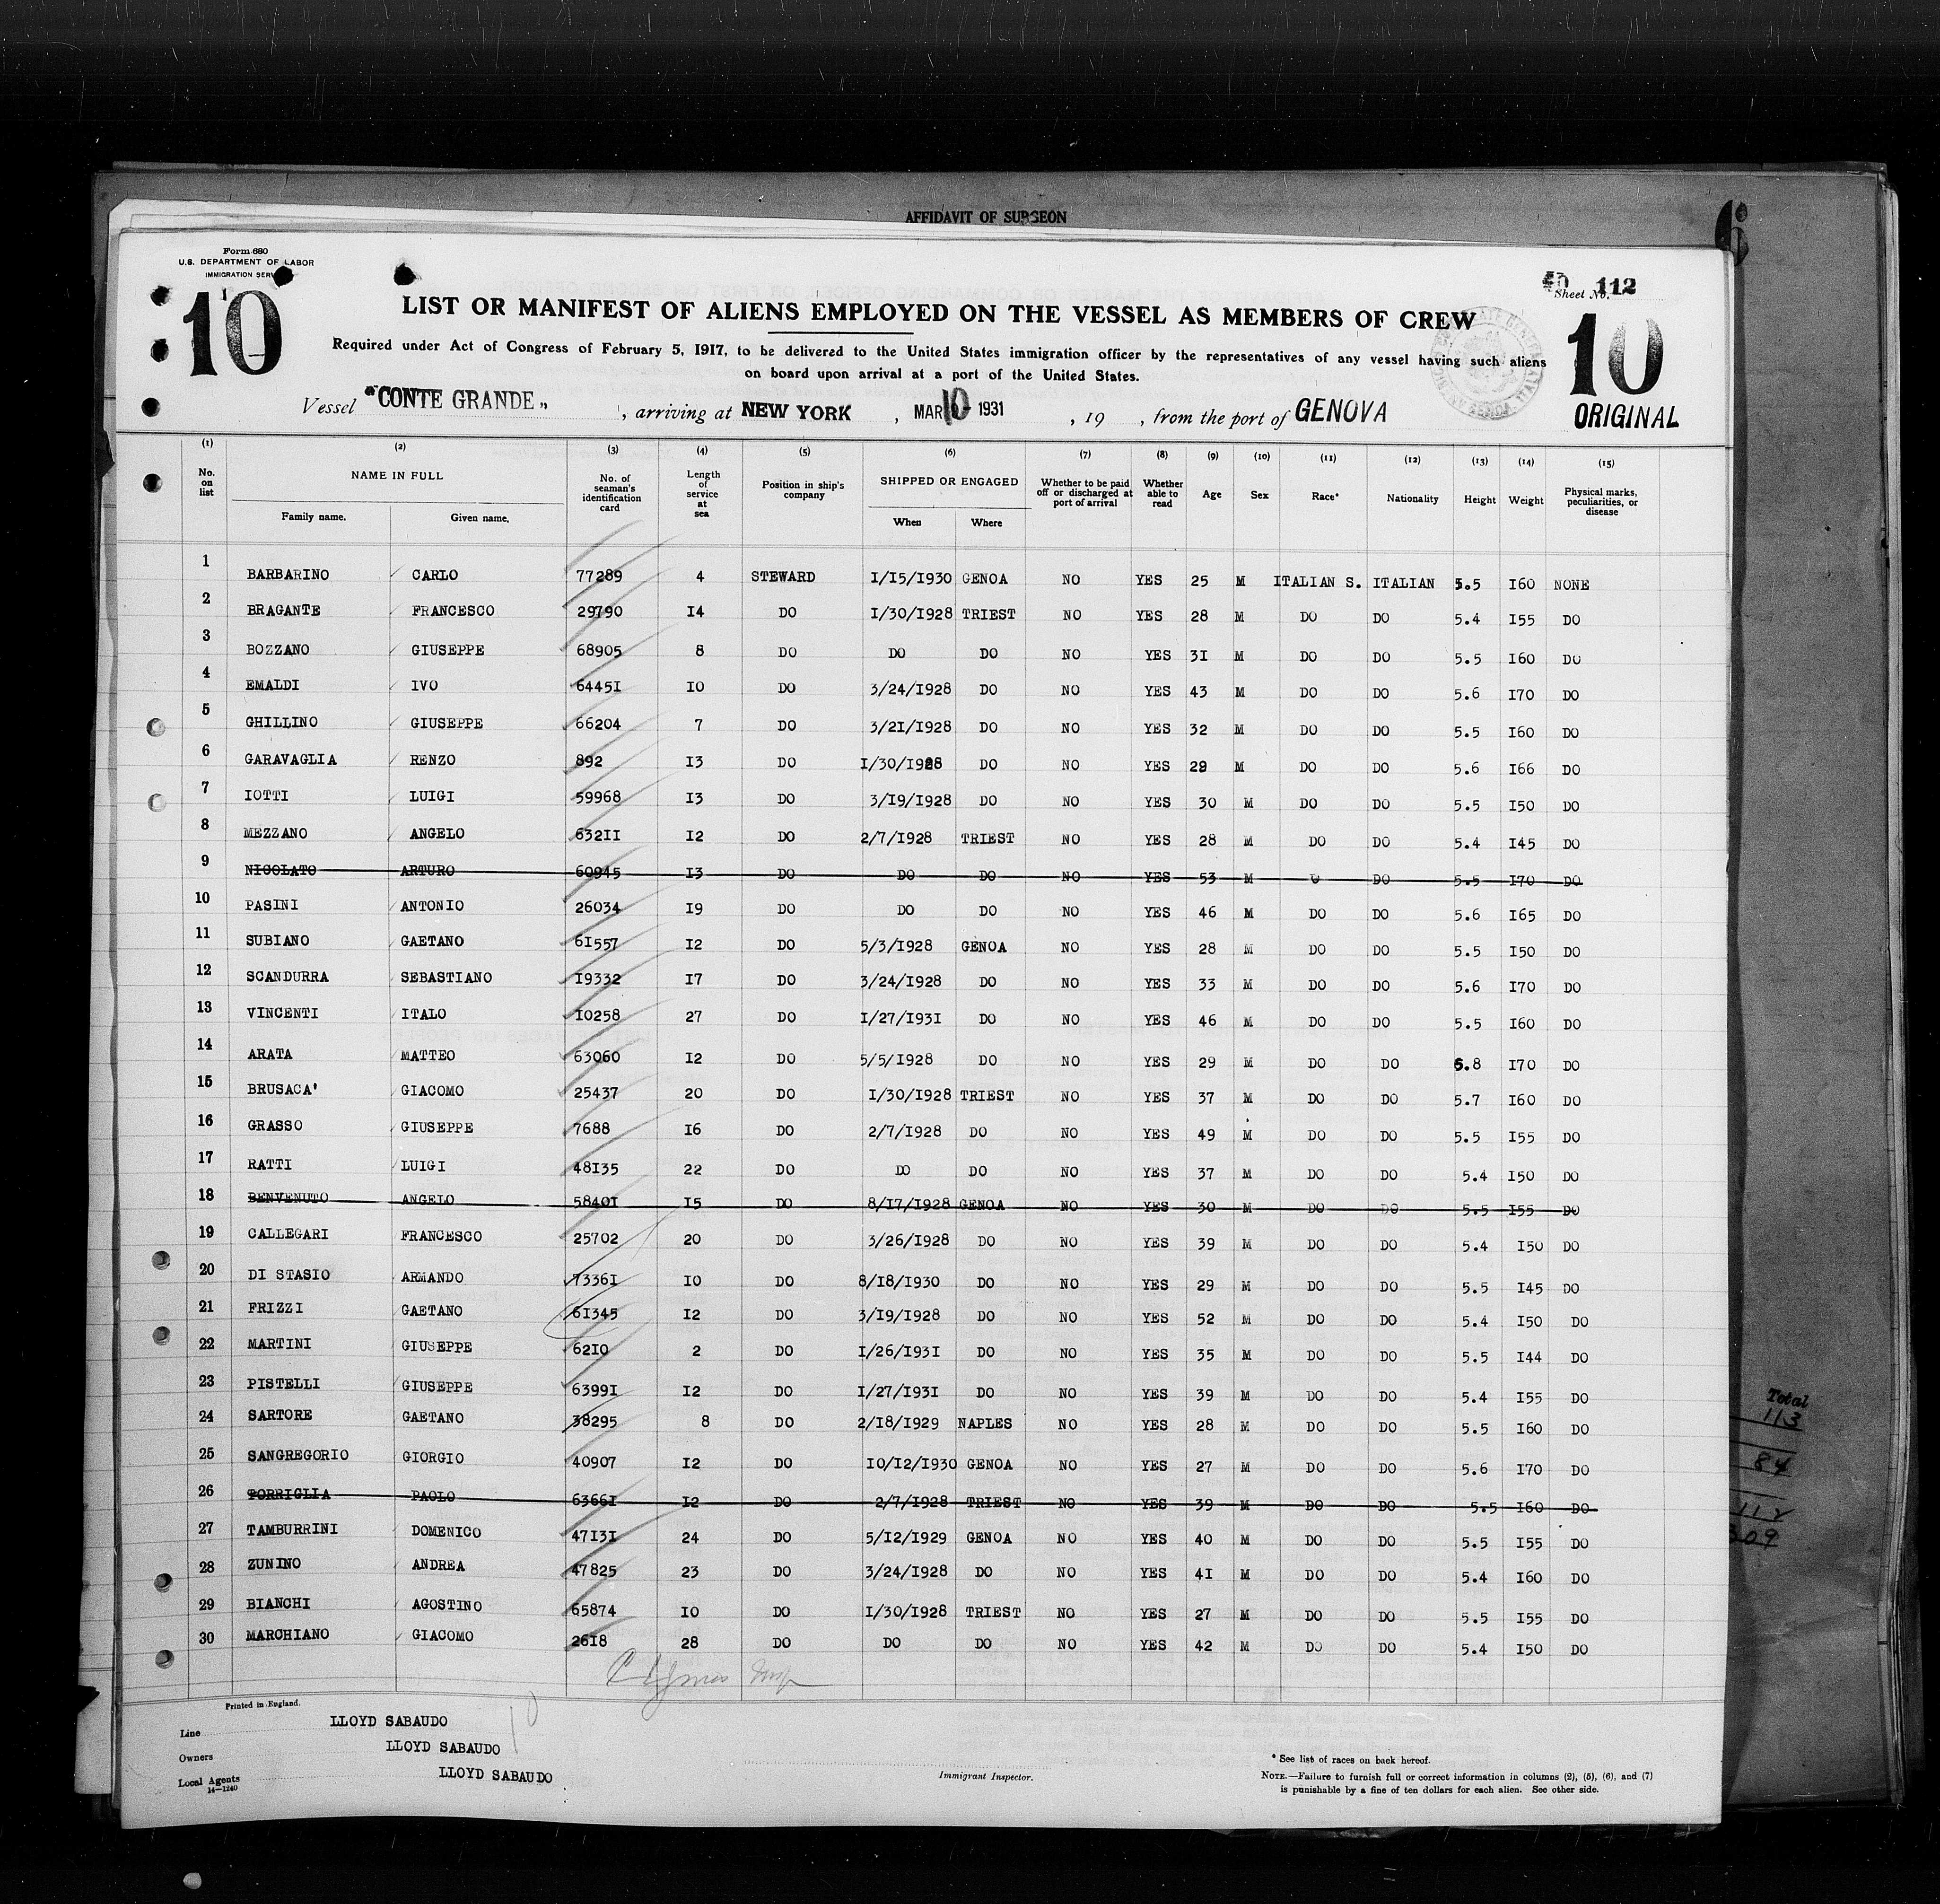 AFFIDAVIT OF SURGEON
Form 680
U.S. DEPARTMENT OF LABOR
IMMIGRATION SERV
10
Sheet No. 112
LIST OR MANIFEST OF ALIENS EMPLOYED ON THE VESSEL AS MEMBERS OF CREW
10
Required under Act of Congress of February 5, 1917, to be delivered to the United States immigration officer by the representatives of any vessel having such aliens
on board upon arrival at a port of the United States.
Vessel "CONTE GRANDE", arriving at NEW YORK, MAR 10 1931, 19 , from the port of GENOVA
ORIGINAL
(1) (2) (3) (4) (5) (6) (7) (8) (9) (10) (11) (12) (13) (14) (15)
No. on list NAME IN FULL No. of seaman's identification card Length of service at sea Position in ship's company SHIPPED OR ENGAGED Whether to be paid off or discharged at port of arrival Whether able to read Age Sex Race* Nationality Height Weight Physical marks, peculiarities, or disease
Family name. Given name. When Where
1 BARBARINO CARLO 77289 4 STEWARD 1/15/1930 GENOA NO YES 25 M ITALIAN S. ITALIAN 5.5 160 NONE
2 BRAGANTE FRANCESCO 29790 14 DO 1/30/1928 TRIEST NO YES 28 M DO DO 5.4 155 DO
3 BOZZANO GIUSEPPE 68905 8 DO DO DO NO YES 31 M DO DO 5.5 160 DO
4 EMALDI IVO 64451 10 DO 3/24/1928 DO NO YES 43 M DO DO 5.6 170 DO
5 GHILLINO GIUSEPPE 66204 7 DO 3/21/1928 DO NO YES 32 M DO DO 5.5 160 DO
6 GARAVAGLIA RENZO 892 13 DO 1/30/1928 DO NO YES 29 M DO DO 5.6 166 DO
7 IOTTI LUIGI 59968 13 DO 3/19/1928 DO NO YES 30 M DO DO 5.5 150 DO
8 MEZZANO ANGELO 63211 12 DO 2/7/1928 TRIEST NO YES 28 M DO DO 5.4 145 DO
9 NICOLATO ARTURO 60945 13 DO DO DO NO YES 53 M DO 5.5 170 DO
10 PASINI ANTONIO 26034 19 DO DO DO NO YES 46 M DO DO 5.6 165 DO
11 SUBIANO GAETANO 61557 12 DO 5/3/1928 GENOA NO YES 28 M DO DO 5.5 150 DO
12 SCANDURRA SEBASTIANO 19332 17 DO 3/24/1928 DO NO YES 33 M DO DO 5.6 170 DO
13 VINCENTI ITALO 10258 27 DO 1/27/1931 DO NO YES 46 M DO DO 5.5 160 DO
14 ARATA MATTEO 63060 12 DO 5/5/1928 DO NO YES 29 M DO DO 5.8 170 DO
15 BRUSACA' GIACOMO 25437 20 DO 1/30/1928 TRIEST NO YES 37 M DO DO 5.7 160 DO
16 GRASSO GIUSEPPE 7688 16 DO 2/7/1928 DO NO YES 49 M DO DO 5.5 155 DO
17 RATTI LUIGI 48135 22 DO DO DO NO YES 37 M DO DO 5.4 150 DO
18 BENVENUTO ANGELO 58401 15 DO 8/17/1928 GENOA NO YES 30 M DO DO 5.5 155 DO
19 CALLEGARI FRANCESCO 25702 20 DO 3/26/1928 DO NO YES 39 M DO DO 5.4 150 DO
20 DI STASIO ARMANDO 73361 10 DO 8/18/1930 DO NO YES 29 M DO DO 5.5 145 DO
21 FRIZZI GAETANO 61345 12 DO 3/19/1928 DO NO YES 52 M DO DO 5.4 150 DO
22 MARTINI GIUSEPPE 6210 2 DO 1/26/1931 DO NO YES 35 M DO DO 5.5 144 DO
23 PISTELLI GIUSEPPE 63991 12 DO 1/27/1931 DO NO YES 39 M DO DO 5.4 155 DO
24 SARTORE GAETANO 38295 8 DO 2/18/1929 NAPLES NO YES 28 M DO DO 5.5 160 DO
25 SANGREGORIO GIORGIO 40907 12 DO 10/12/1930 GENOA NO YES 27 M DO DO 5.6 170 DO
26 TORRIGLIA PAOLO 63661 12 DO 2/7/1928 TRIEST NO YES 39 M DO DO 5.5 160 DO
27 TAMBURRINI DOMENICO 47131 24 DO 5/12/1929 GENOA NO YES 40 M DO DO 5.5 155 DO
28 ZUNINO ANDREA 47825 23 DO 3/24/1928 DO NO YES 41 M DO DO 5.4 160 DO
29 BIANCHI AGOSTINO 65874 10 DO 1/30/1928 TRIEST NO YES 27 M DO DO 5.5 155 DO
30 MARCHIANO GIACOMO 2618 28 DO DO DO NO YES 42 M DO DO 5.4 150 DO
Total
113
84
112
309
Printed in England.
Line LLOYD SABAUDO
Owners LLOYD SABAUDO
Local Agents LLOYD SABAUDO
14—1240
10
Immigrant Inspector.
* See list of races on back hereof.
NOTE.—Failure to furnish full or correct information in columns (2), (5), (6), and (7)
is punishable by a fine of ten dollars for each alien. See other side.